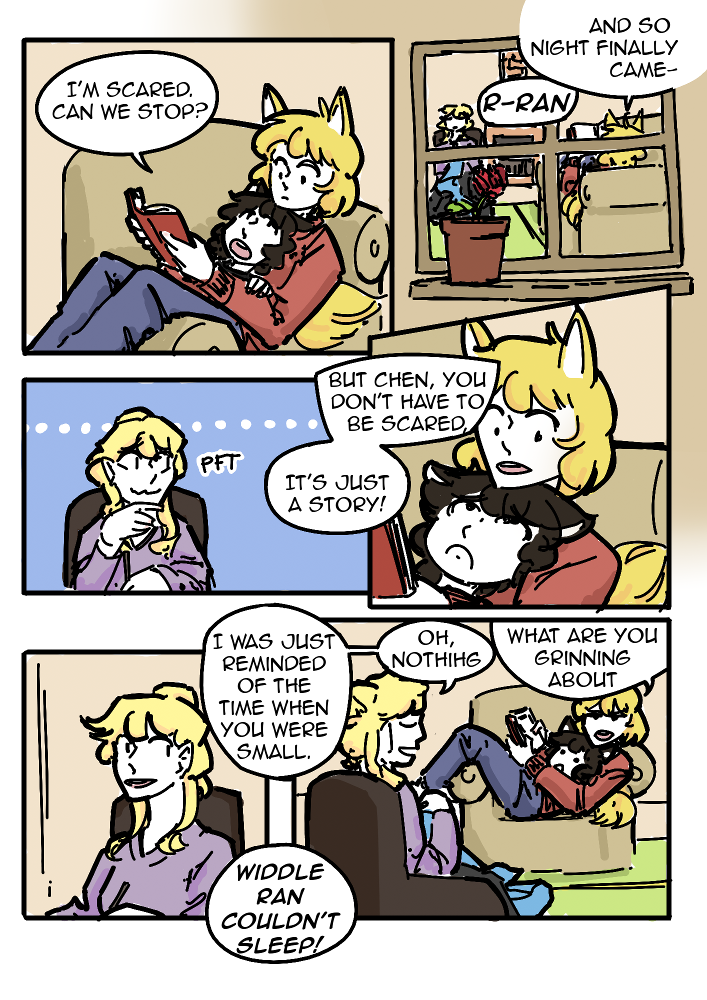 AND SO
NIGHT FINALLY
CAME-
R-RAN
I'M SCARED.
CAN WE STOP?
BUT CHEN, YOU
DON'T HAVE TO
BE SCARED,
IT'S JUST
A STORY!
PFT
WHAT ARE YOU
GRINNING
ABOUT
OH,
NOTHIHG
I WAS JUST
REMINDED
OF THE
TIME WHEN
YOU WERE
SMALL.
WIDDLE
RAN
COULDN'T
SLEEP!